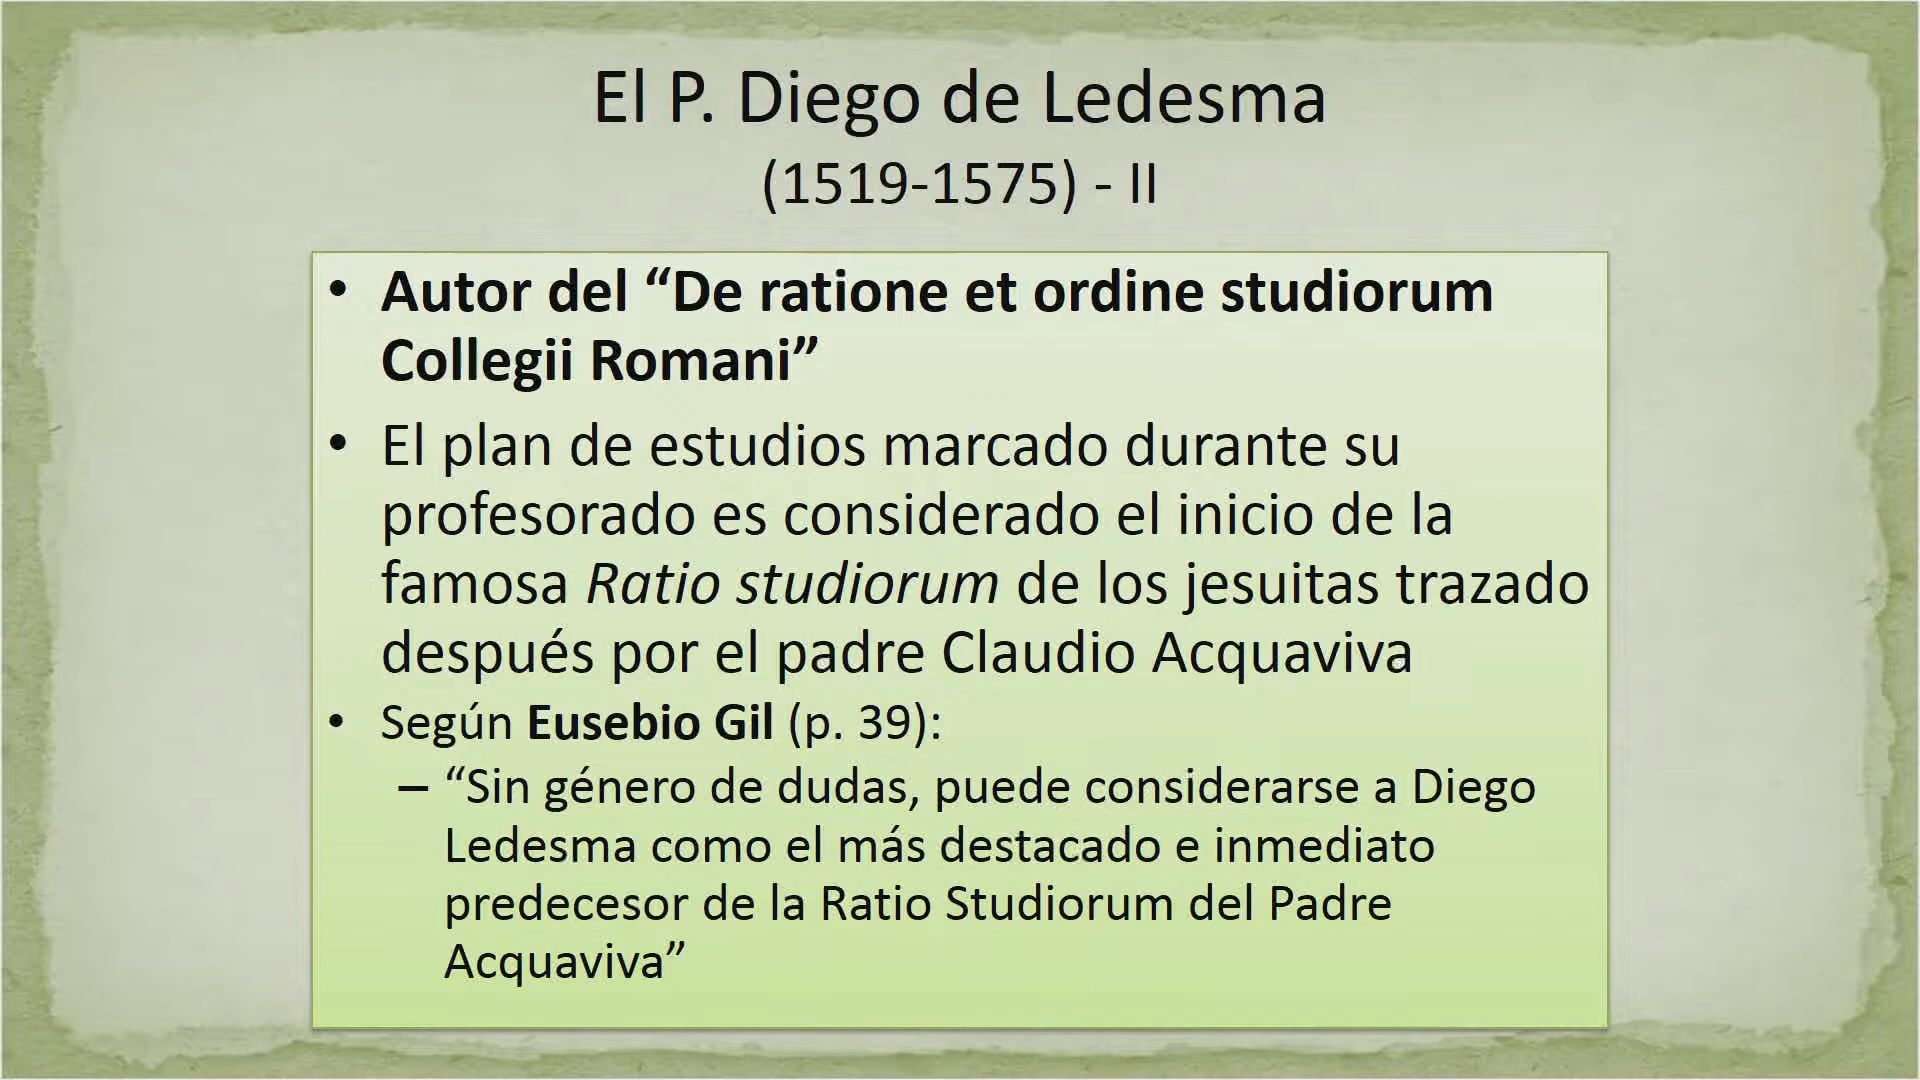 El P. Diego de Ledesma
(1519-1575) - II
• Autor del “De ratione et ordine studiorum
Collegii Romani”
• El plan de estudios marcado durante su
profesorado es considerado el inicio de la
famosa Ratio studiorum de los jesuitas trazado
después por el padre Claudio Acquaviva
• Según Eusebio Gil (p. 39):
– “Sin género de dudas, puede considerarse a Diego
Ledesma como el más destacado e inmediato
predecesor de la Ratio Studiorum del Padre
Acquaviva”